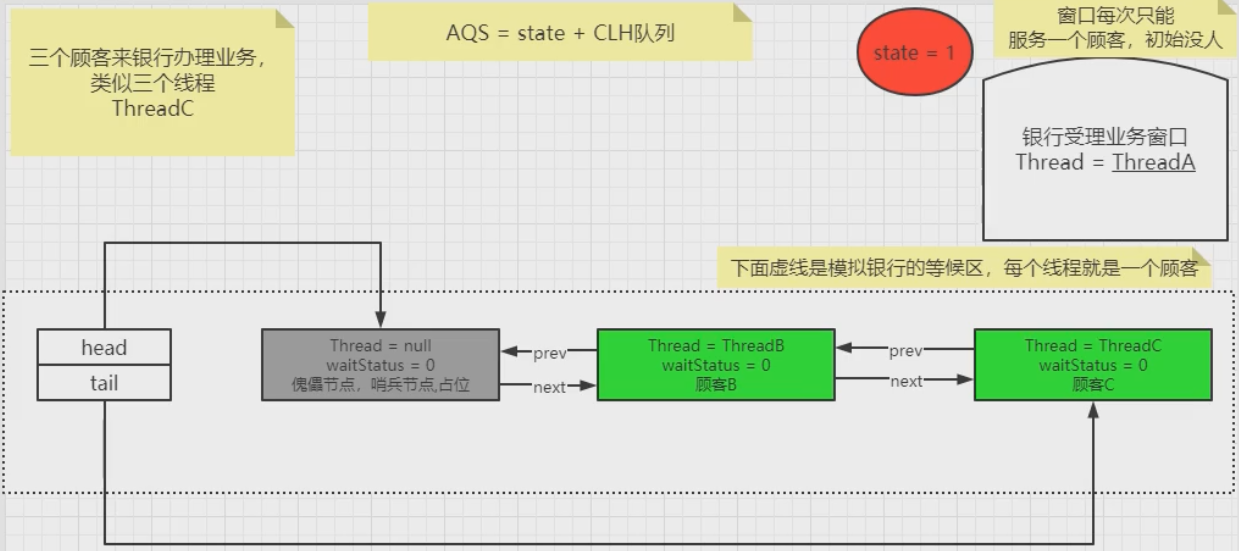 三个顾客来银行办理业务，
类似三个线程
ThreadC
AQS = state + CLH队列
state = 1
窗口每次只能
服务一个顾客，初始没人
银行受理业务窗口
Thread = ThreadA
下面虚线是模拟银行的等候区，每个线程就是一个顾客
head
tail
Thread = null
waitStatus = 0
傀儡节点，哨兵节点,占位
prev
next
Thread = ThreadB
waitStatus = 0
顾客B
prev
next
Thread = ThreadC
waitStatus = 0
顾客C